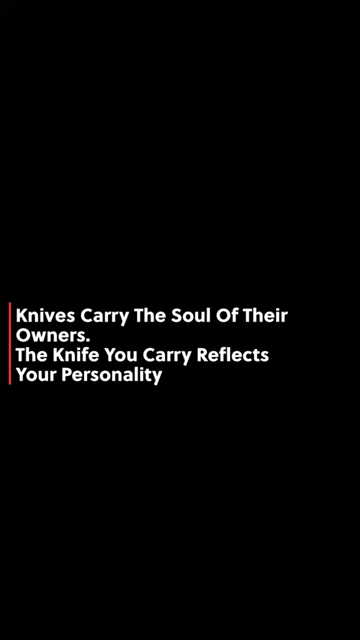 Knives Carry The Soul Of Their
Owners.
The Knife You Carry Reflects
Your Personality